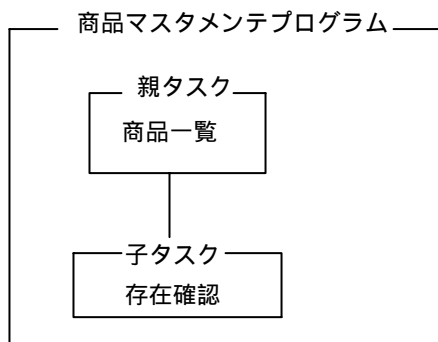 商品マスタメンテプログラム
親タスク
商品一覧
子タスク
存在確認